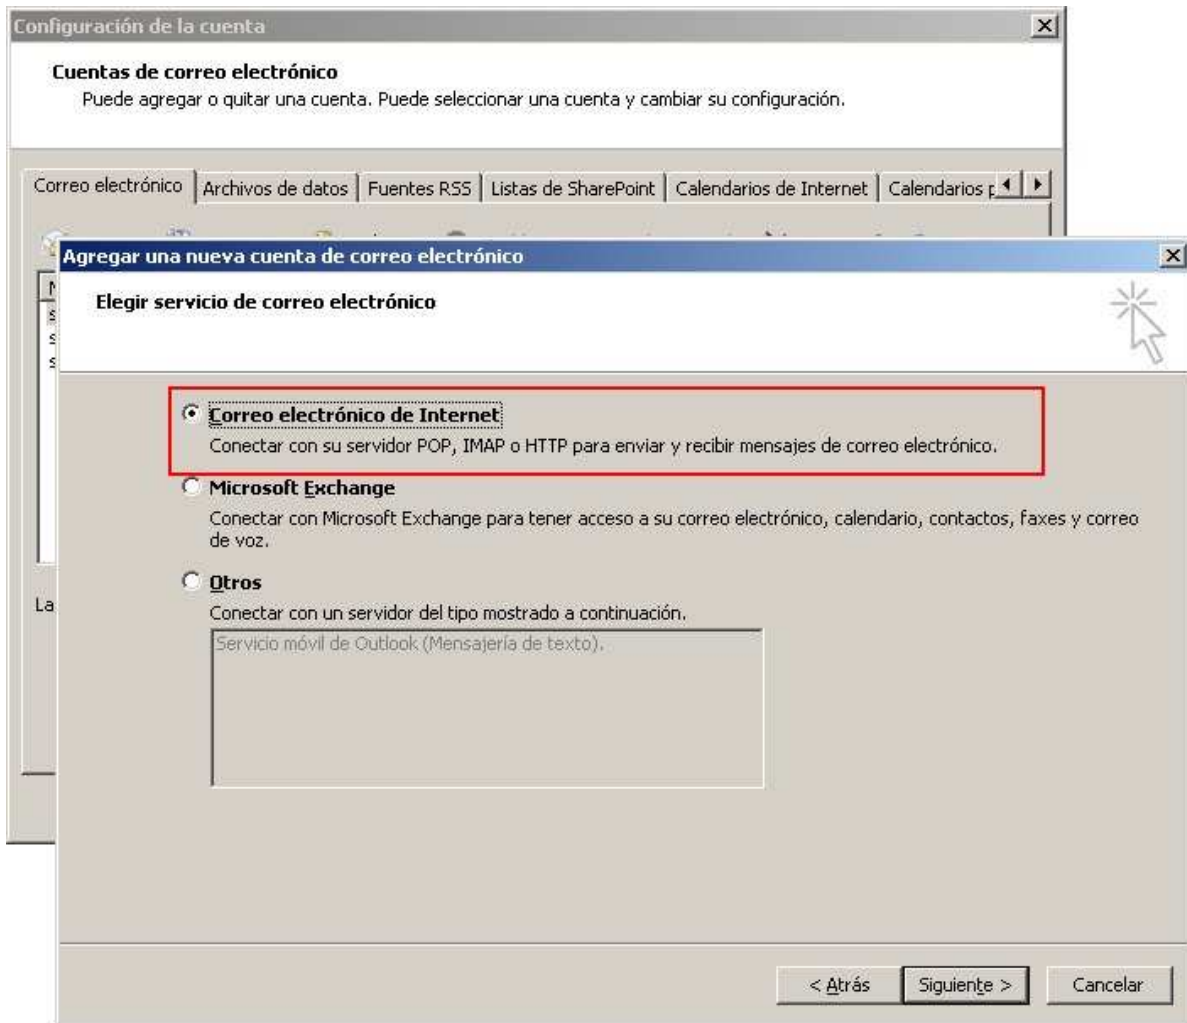 Configuración de la cuenta
Cuentas de correo electrónico
Puede agregar o quitar una cuenta. Puede seleccionar una cuenta y cambiar su configuración.
Correo electrónico Archivos de datos Fuentes RSS Listas de SharePoint Calendarios de Internet Calendarios
Agregar una nueva cuenta de correo electrónico
Elegir servicio de correo electrónico
Correo electrónico de Internet
Conectar con su servidor POP, IMAP o HTTP para enviar y recibir mensajes de correo electrónico.
Microsoft Exchange
Conectar con Microsoft Exchange para tener acceso a su correo electrónico, calendario, contactos, faxes y correo
de voz.
Otros
La
Conectar con un servidor del tipo mostrado a continuación.
Servicio móvil de Outlook (Mensajería de texto).
< Atrás Siguiente > Cancelar